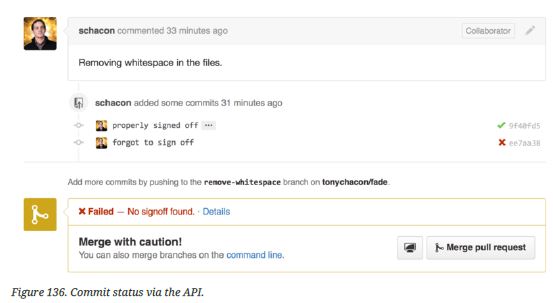 schacon commented 33 minutes ago Collaborator
Removing whitespace in the files.
schacon added some commits 31 minutes ago
properly signed off ... 9f40fd5
forgot to sign off ee7aa38
Add more commits by pushing to the remove-whitespace branch on tonychacon/fade.
Failed — No signoff found. · Details
Merge with caution!
You can also merge branches on the command line.
Merge pull request
Figure 136. Commit status via the API.